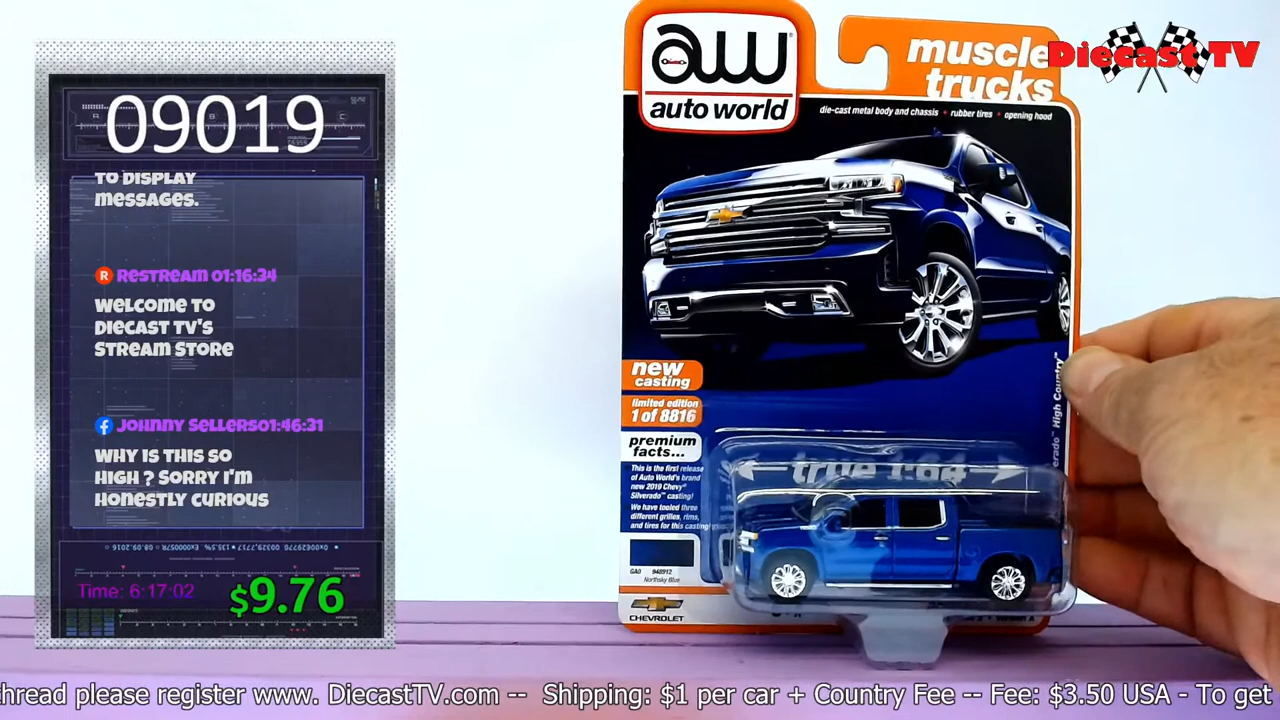 09019
TO DISPLAY
MESSAGES.
R Restream 01:16:34
WELCOME TO
DIECAST TV'S
STREAM STORE
f Johnny Sellers01:46:31
WHY IS THIS SO
HIGH ? SORRY I'M
HONESTLY CURIOUS
Time: 6:17:02
$9.76
aw
auto world
muscle
trucks
Diecast TV
die-cast metal body and chassis • rubber tires • opening hood
new
casting
limited edition
1 of 8816
premium
facts...
This is the first release
of Auto World's brand
new 2019 Chevy
Silverado™ casting!
We have tooled three
different grilles, rims,
and tires for this casting
High Country™
true 1:64
GA0 948912
Northsky Blue
CHEVROLET
thread please register www. DiecastTV.com -- Shipping: $1 per car + Country Fee -- Fee: $3.50 USA - To get